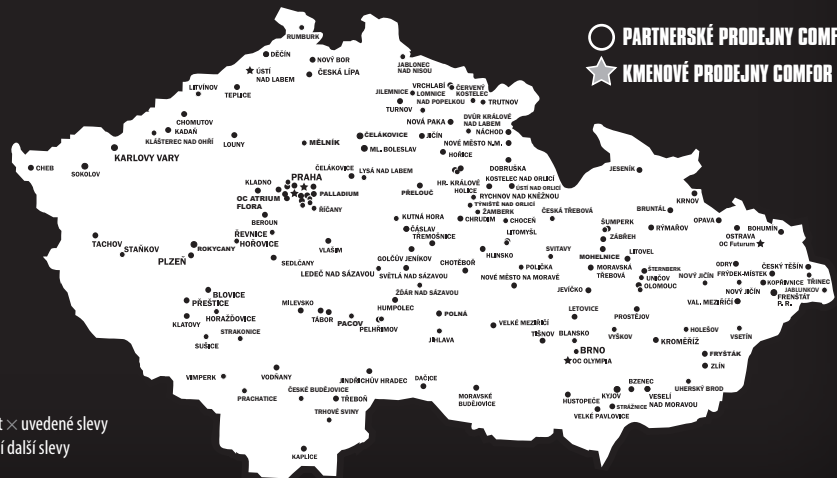 PARTNERSKÉ PRODEJNY COMF
KMENOVÉ PRODEJNY COMFOR
RUMBURK
DĚČÍN
NOVÝ BOR
ÚSTÍ
NAD LABEM
ČESKÁ LÍPA
JABLONEC
NAD NISOU
LITVÍNOV
TEPLICE
CHOMUTOV
KADAŇ
KLÁŠTEREC NAD OHŘÍ
LOUNY
KARLOVY VARY
CHEB
SOKOLOV
MĚLNÍK
JILEMNICE
VRCHLABÍ
LOMNICE
NAD POPELKOU
ČERVENÝ
KOSTELEC
TURNOV
TRUTNOV
DVŮR KRÁLOVÉ
NAD LABEM
NOVÁ PAKA
ČELÁKOVICE
JIČÍN
NÁCHOD
ML. BOLESLAV
NOVÉ MĚSTO N.M.
HOŘICE
DOBRUŠKA
ČELÁKOVICE
LYSÁ NAD LABEM
PRAHA
KLADNO
OC ATRIUM
FLORA
PALLADIUM
ŘÍČANY
BEROUN
PŘELOUČ
HR. KRÁLOVÉ
HOLICE
KOSTELEC NAD ORLICÍ
ÚSTÍ NAD ORLICÍ
RYCHNOV NAD KNĚŽNOU
TÝNIŠTĚ NAD ORLICÍ
ŽAMBERK
CHRUDIM
CHOCEŇ
ČESKÁ TŘEBOVÁ
LITOMYŠL
JESENÍK
KRNOV
BRUNTÁL
OPAVA
BOHUMÍN
RÝMAŘOV
OSTRAVA
OC Futurum
ŠUMPERK
ZÁBŘEH
KUTNÁ HORA
ČÁSLAV
TŘEMOŠNICE
ŘEVNICE
HOŘOVICE
TACHOV
STAŇKOV
ROKYCANY
PLZEŇ
VLAŠIM
SEDLČANY
GOLČŮV JENÍKOV
CHOTĚBOŘ
HLINSKO
SVITAVY
POLIČKA
MOHELNICE
LITOVEL
MORAVSKÁ
TŘEBOVÁ
ŠTERNBERK
UNIČOV
OLOMOUC
ODRY
NOVÝ JIČÍN
FRÝDEK-MÍSTEK
ČESKÝ TĚŠÍN
KOPŘIVNICE
TŘINEC
JABLUNKOV
NOVÝ JIČÍN
FRENŠTÁT
P. R.
VAL. MEZIŘÍČÍ
LEDEČ NAD SÁZAVOU
SVĚTLÁ NAD SÁZAVOU
NOVÉ MĚSTO NA MORAVĚ
JEVÍČKO
ŽĎÁR NAD SÁZAVOU
BLOVICE
PŘEŠTICE
HORAŽĎOVICE
KLATOVY
SUŠICE
STRAKONICE
MILEVSKO
TÁBOR
PACOV
HUMPOLEC
PELHŘIMOV
POLNÁ
JIHLAVA
VELKÉ MEZIŘÍČÍ
TIŠNOV
LETOVICE
BLANSKO
PROSTĚJOV
VYŠKOV
HOLEŠOV
KROMĚŘÍŽ
VSETÍN
FRYŠTÁK
ZLÍN
BRNO
OC OLYMPIA
VIMPERK
VODŇANY
PRACHATICE
ČESKÉ BUDĚJOVICE
JINDŘICHŮV HRADEC
TŘEBOŇ
TRHOVÉ SVINY
KAPLICE
DAČICE
MORAVSKÉ
BUDĚJOVICE
HUSTOPEČE
KYJOV
BZENEC
VESELÍ
NAD MORAVOU
UHERSKÝ BROD
STRÁŽNICE
VELKÉ PAVLOVICE
t × uvedené slevy
í další slevy